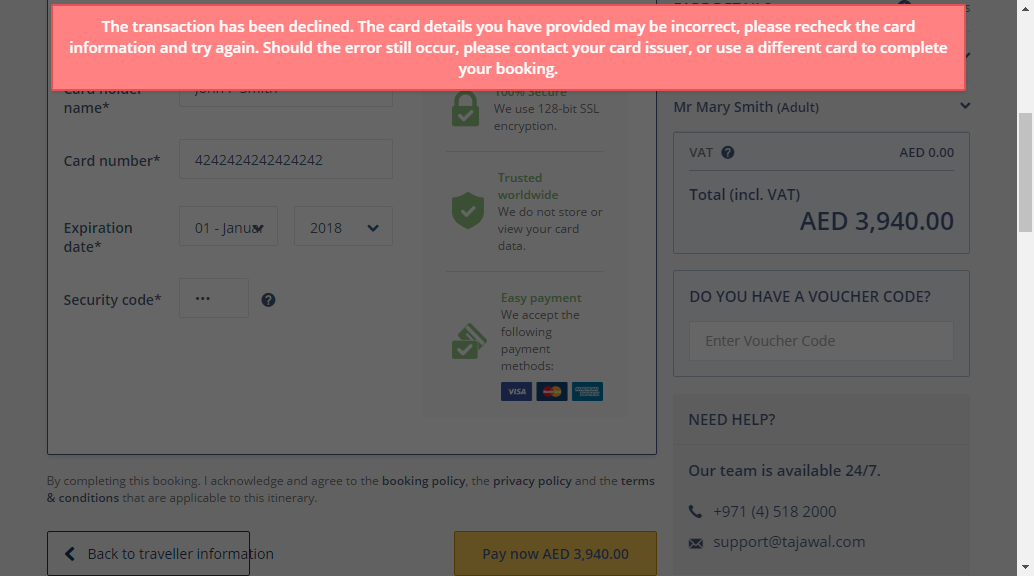 The transaction has been declined. The card details you have provided may be incorrect, please recheck the card
information and try again. Should the error still occur, please contact your card issuer, or use a different card to complete
your booking.
Card holder
name*
Card number*
4242424242424242
Expiration
date*
01 - Januar
2018
Security code*
•••
100% Secure
We use 128-bit SSL
encryption.
Trusted
worldwide
We do not store or
view your card
data.
Easy payment
We accept the
following
payment
methods:
VISA
By completing this booking. I acknowledge and agree to the booking policy, the privacy policy and the terms
& conditions that are applicable to this itinerary.
Back to traveller information
Pay now AED 3,940.00
Mr Mary Smith (Adult)
VAT ?
AED 0.00
Total (incl. VAT)
AED 3,940.00
DO YOU HAVE A VOUCHER CODE?
Enter Voucher Code
NEED HELP?
Our team is available 24/7.
+971 (4) 518 2000
support@tajawal.com